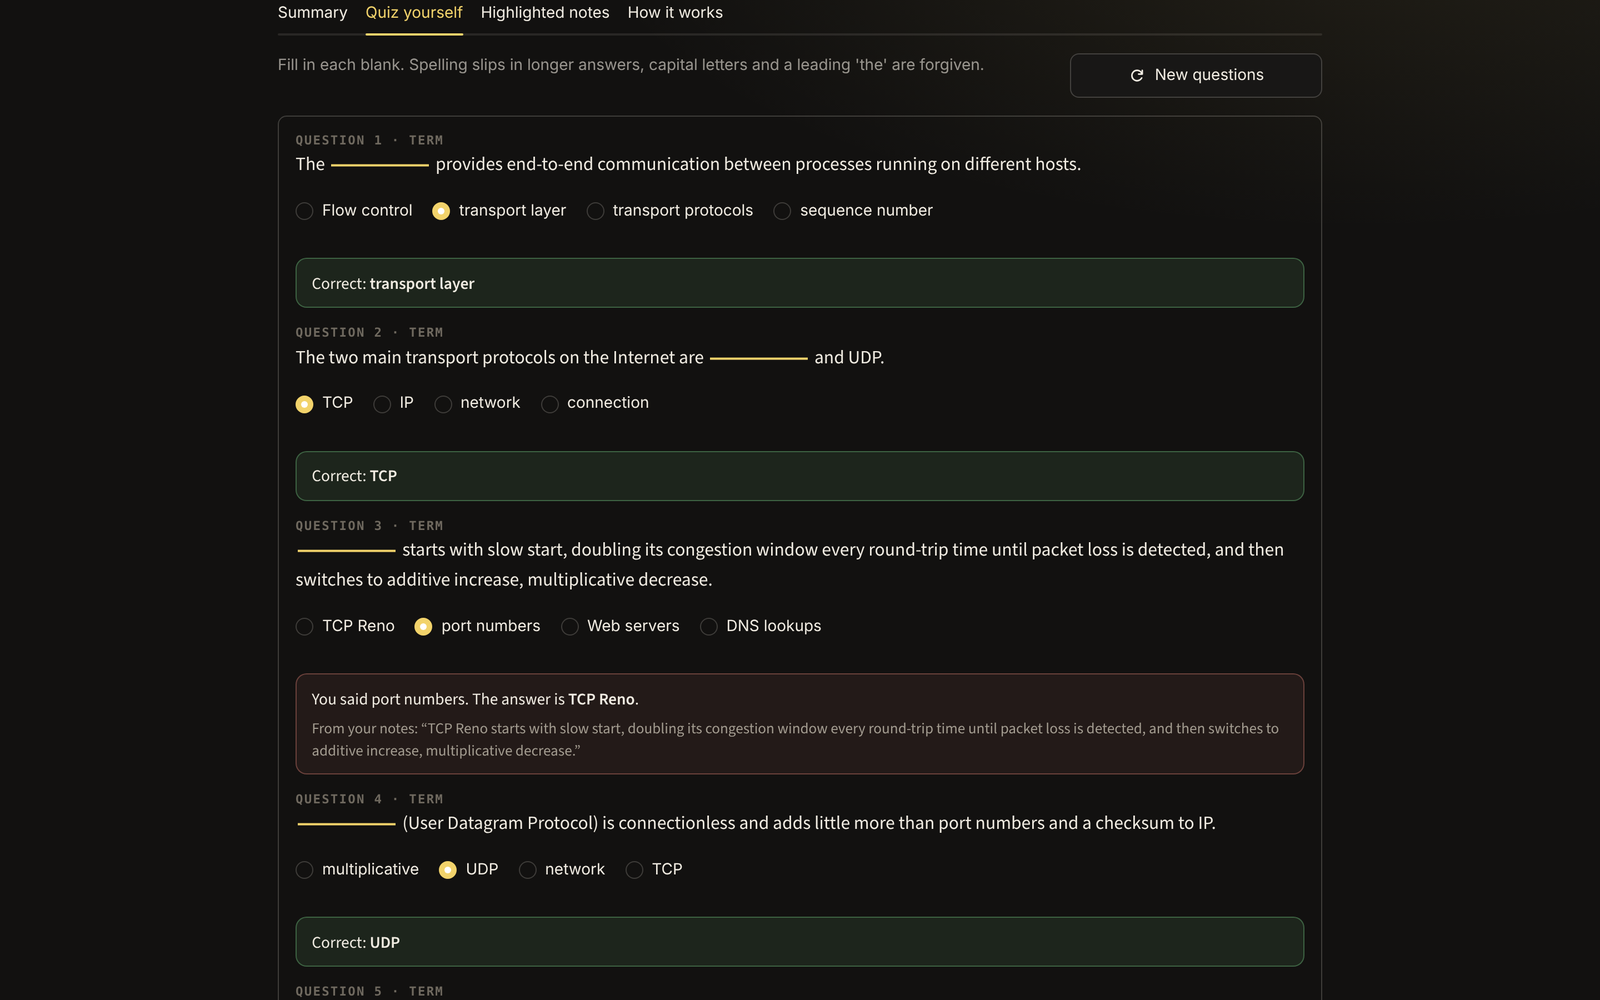 Summary Quiz yourself Highlighted notes How it works
Fill in each blank. Spelling slips in longer answers, capital letters and a leading 'the' are forgiven.
New questions
QUESTION 1 · TERM
The provides end-to-end communication between processes running on different hosts.
Flow control transport layer transport protocols sequence number
Correct: transport layer
QUESTION 2 · TERM
The two main transport protocols on the Internet are and UDP.
TCP IP network connection
Correct: TCP
QUESTION 3 · TERM
starts with slow start, doubling its congestion window every round-trip time until packet loss is detected, and then
switches to additive increase, multiplicative decrease.
TCP Reno port numbers Web servers DNS lookups
You said port numbers. The answer is TCP Reno.
From your notes: “TCP Reno starts with slow start, doubling its congestion window every round-trip time until packet loss is detected, and then switches to
additive increase, multiplicative decrease.”
QUESTION 4 · TERM
(User Datagram Protocol) is connectionless and adds little more than port numbers and a checksum to IP.
multiplicative UDP network TCP
Correct: UDP
QUESTION 5 · TERM